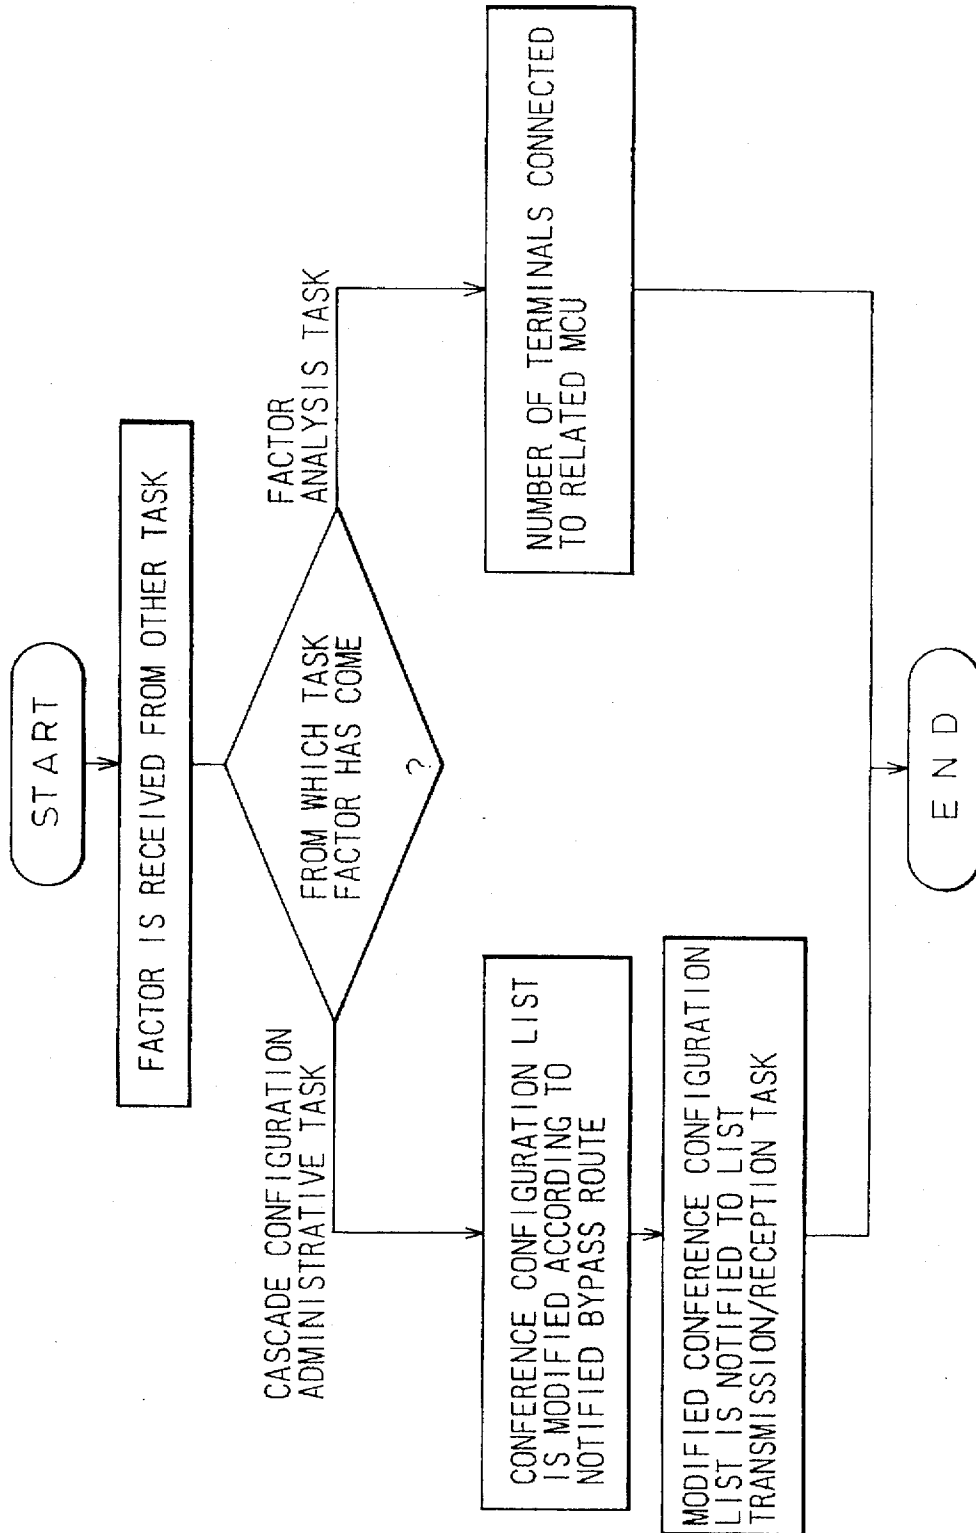 START
FACTOR IS RECEIVED FROM OTHER TASK
FROM WHICH TASK
FACTOR HAS COME
?
CASCADE CONFIGURATION
ADMINISTRATIVE TASK
FACTOR
ANALYSIS TASK
CONFERENCE CONFIGURATION LIST
IS MODIFIED ACCORDING TO
NOTIFIED BYPASS ROUTE
NUMBER OF TERMINALS CONNECTED
TO RELATED MCU
MODIFIED CONFERENCE CONFIGURATION
LIST IS NOTIFIED TO LIST
TRANSMISSION/RECEPTION TASK
END